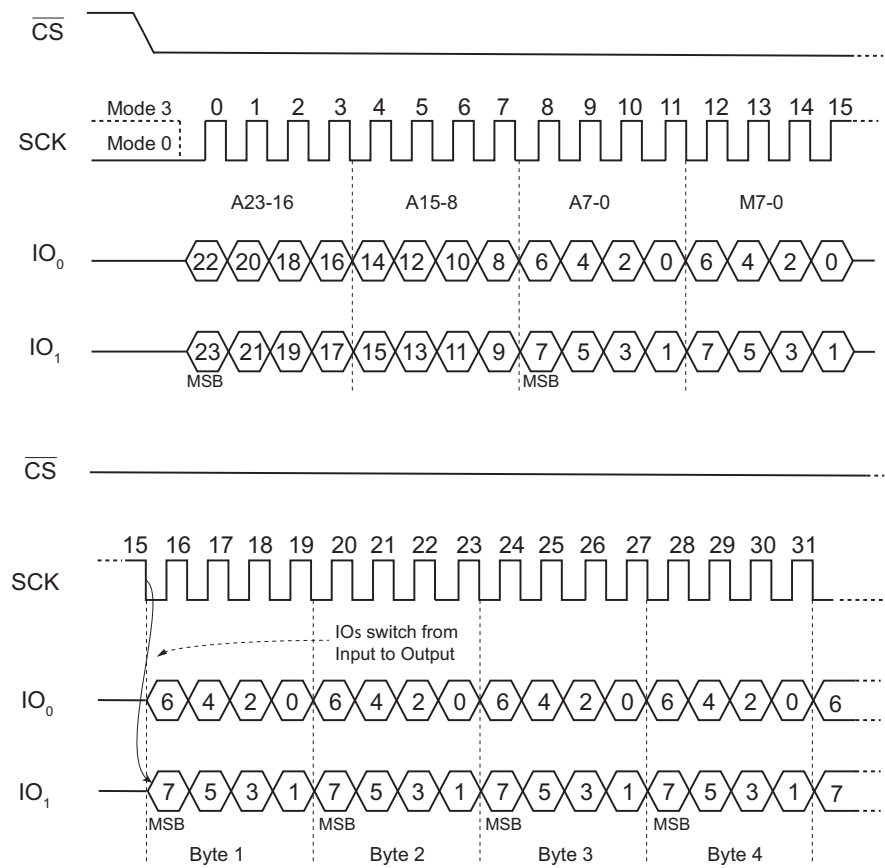 CS
Mode 3 0 1 2 3 4 5 6 7 8 9 10 11 12 13 14 15
SCK Mode 0
A23-16 A15-8 A7-0 M7-0
IO0 22 20 18 16 14 12 10 8 6 4 2 0 6 4 2 0
IO1 23 21 19 17 15 13 11 9 7 5 3 1 7 5 3 1
MSB MSB
CS
15 16 17 18 19 20 21 22 23 24 25 26 27 28 29 30 31
SCK
IOs switch from
Input to Output
IO0 6 4 2 0 6 4 2 0 6 4 2 0 6 4 2 0 6
IO1 7 5 3 1 7 5 3 1 7 5 3 1 7 5 3 1 7
MSB MSB MSB MSB
Byte 1 Byte 2 Byte 3 Byte 4